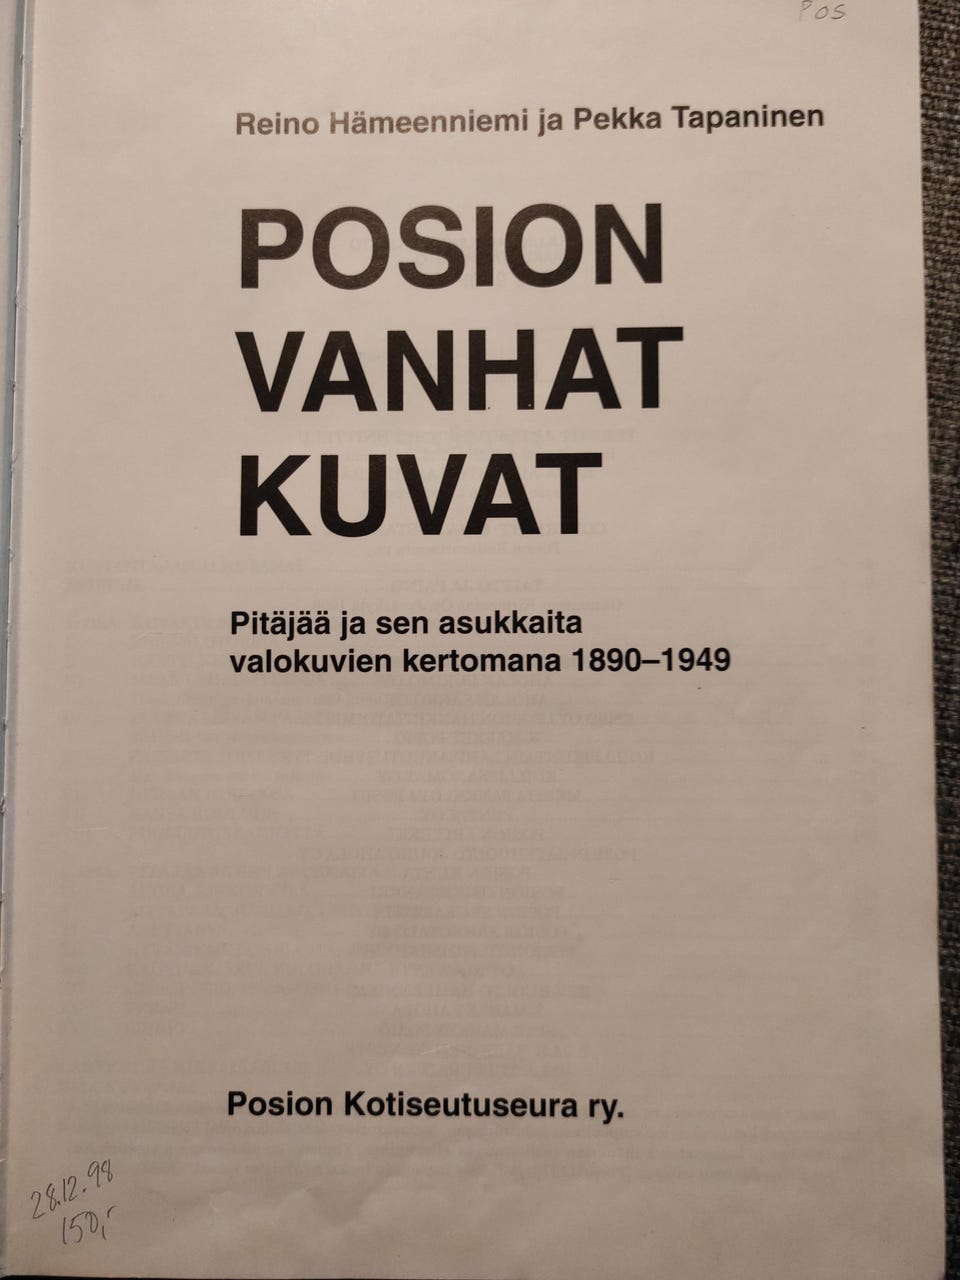 Pos
Reino Hämeenniemi ja Pekka Tapaninen
POSION
VANHAT
KUVAT
Pitäjää ja sen asukkaita
valokuvien kertomana 1890–1949
Posion Kotiseutuseura ry.
28.12.98
150,-